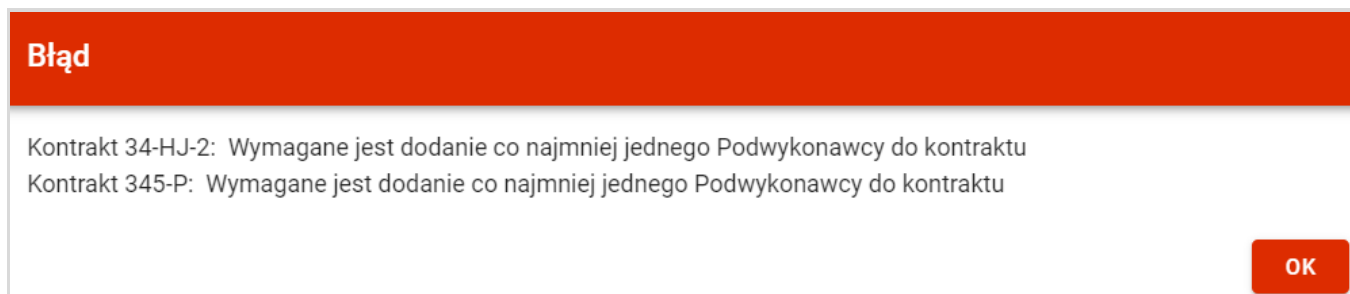 Błąd
Kontrakt 34-HJ-2:  Wymagane jest dodanie co najmniej jednego Podwykonawcy do kontraktu
Kontrakt 345-P:  Wymagane jest dodanie co najmniej jednego Podwykonawcy do kontraktu
OK